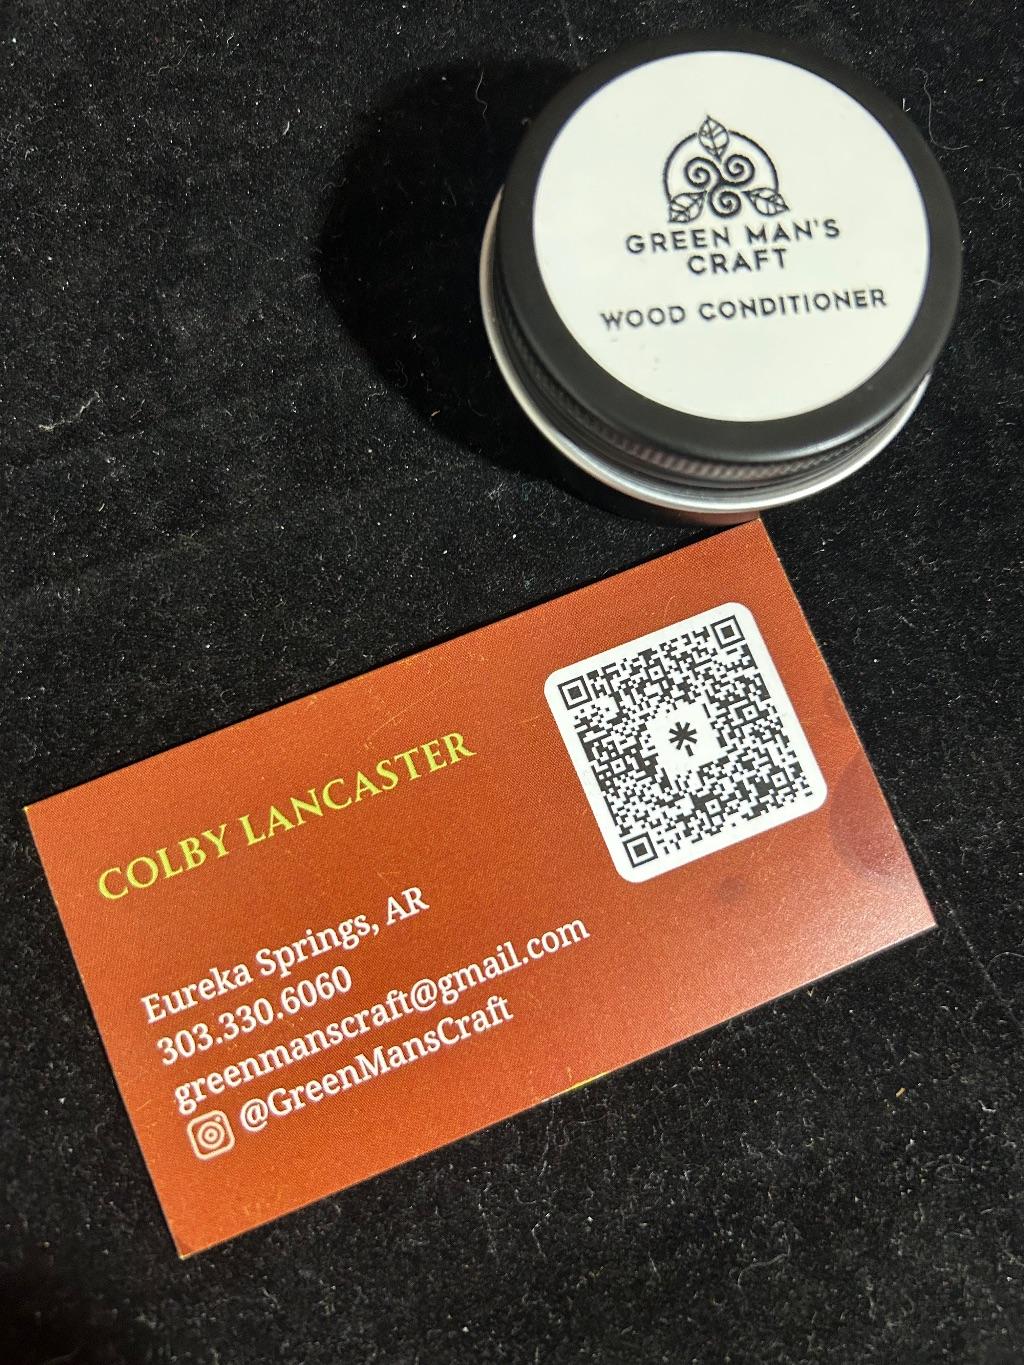 GREEN MAN'S
CRAFT
WOOD CONDITIONER
COLBY LANCASTER
Eureka Springs, AR
303.330.6060
greenmanscraft@gmail.com
@GreenMansCraft